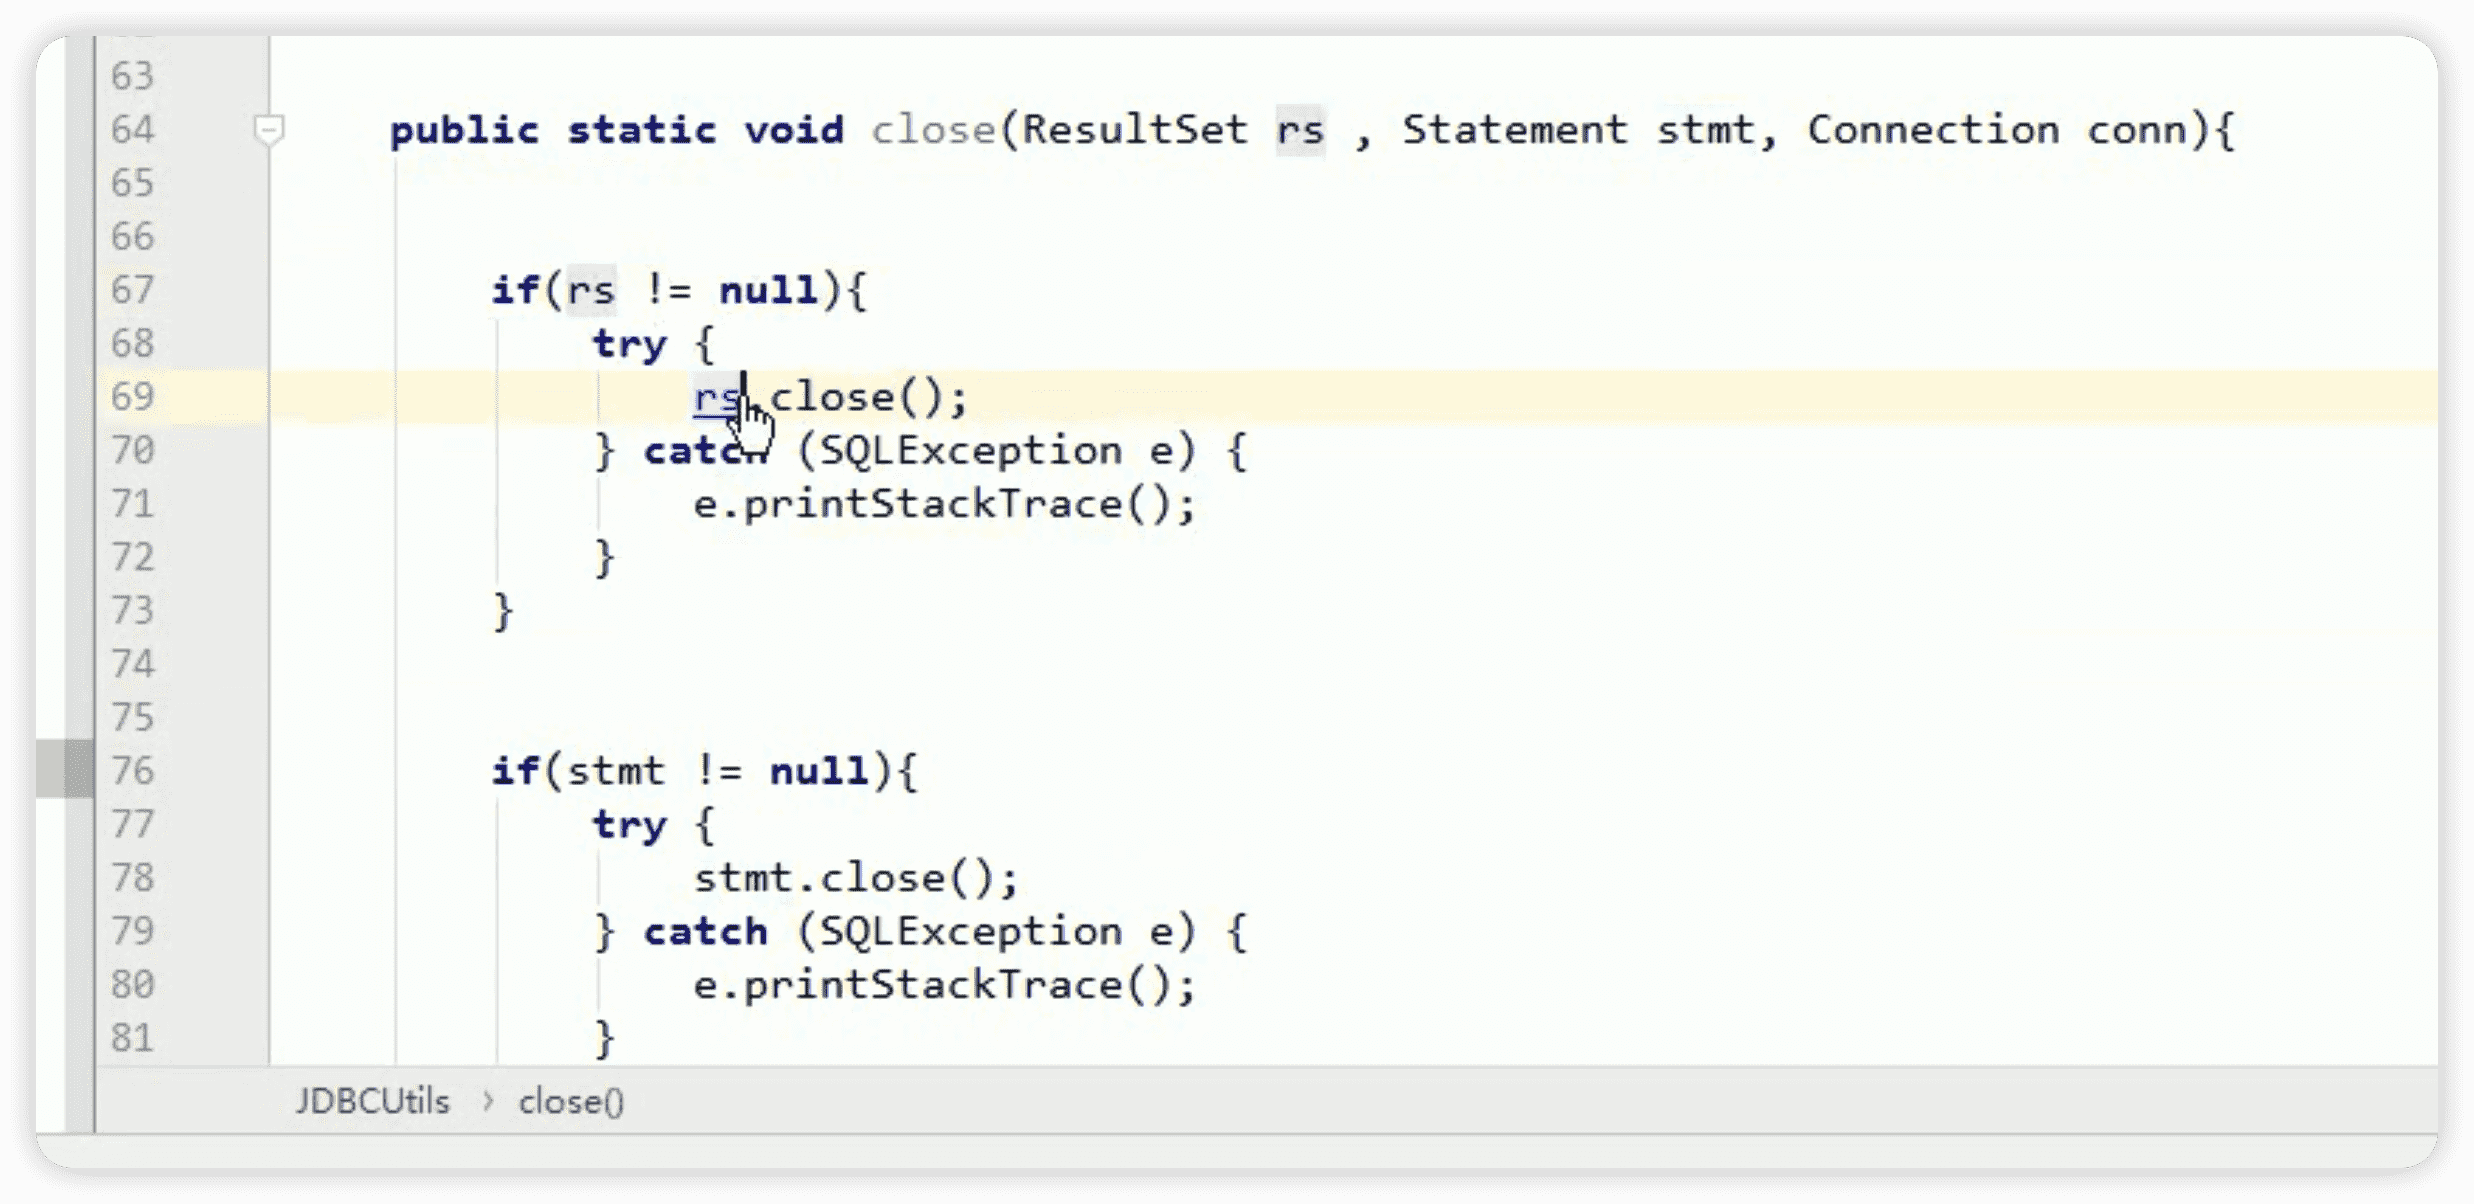 63
64 public static void close(ResultSet rs , Statement stmt, Connection conn){
65
66
67 if(rs != null){
68 try {
69 rs.close();
70 } catch (SQLException e) {
71 e.printStackTrace();
72 }
73 }
74
75
76 if(stmt != null){
77 try {
78 stmt.close();
79 } catch (SQLException e) {
80 e.printStackTrace();
81 }
JDBCUtils › close()